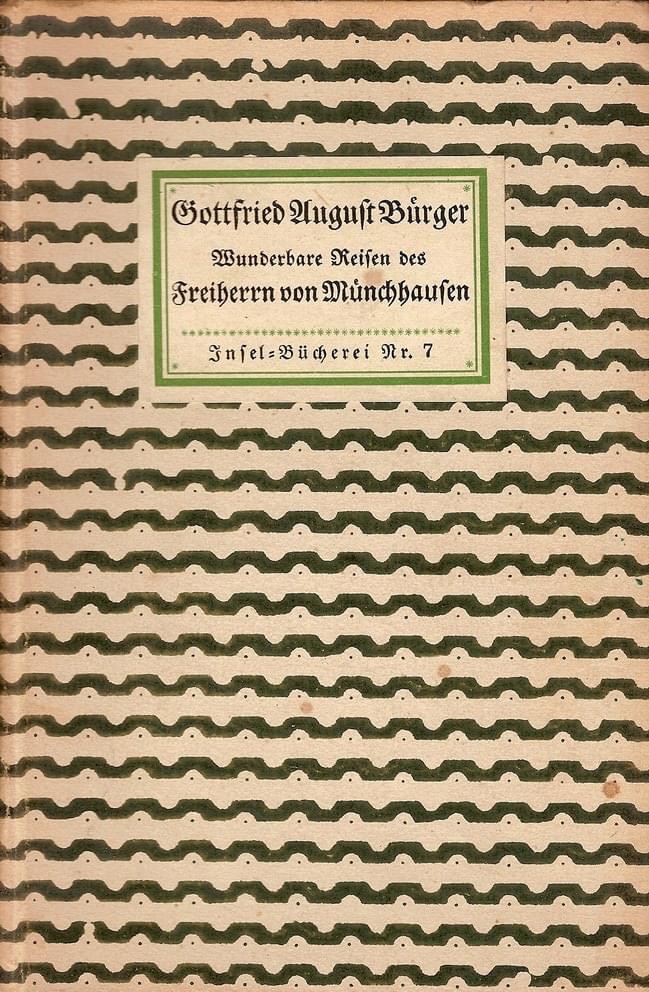 Gottfried Auguſt Bürger
Wunderbare Reiſen des
Freiherrn von Münchhauſen
Inſel-Bücherei Nr. 7